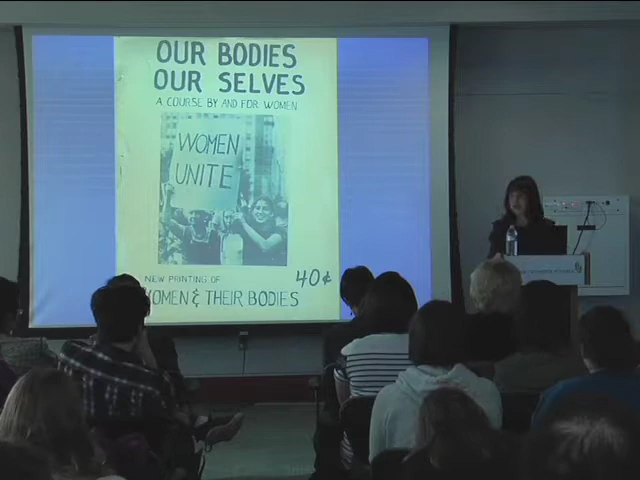 OUR BODIES
OUR SELVES
A COURSE BY AND FOR WOMEN
WOMEN
UNITE
NEW PRINTING OF
40¢
WOMEN & THEIR BODIES